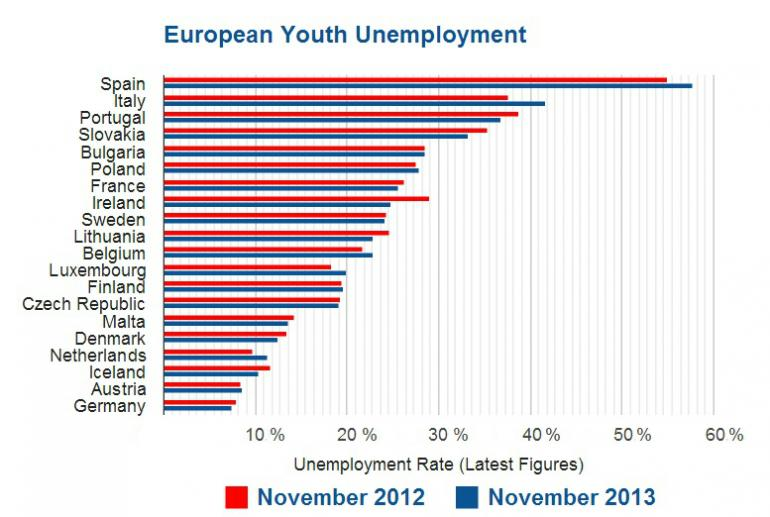 European Youth Unemployment
Spain
Italy
Portugal
Slovakia
Bulgaria
Poland
France
Ireland
Sweden
Lithuania
Belgium
Luxembourg
Finland
Czech Republic
Malta
Denmark
Netherlands
Iceland
Austria
Germany
10 % 20 % 30 % 40 % 50 % 60 %
Unemployment Rate (Latest Figures)
November 2012 November 2013